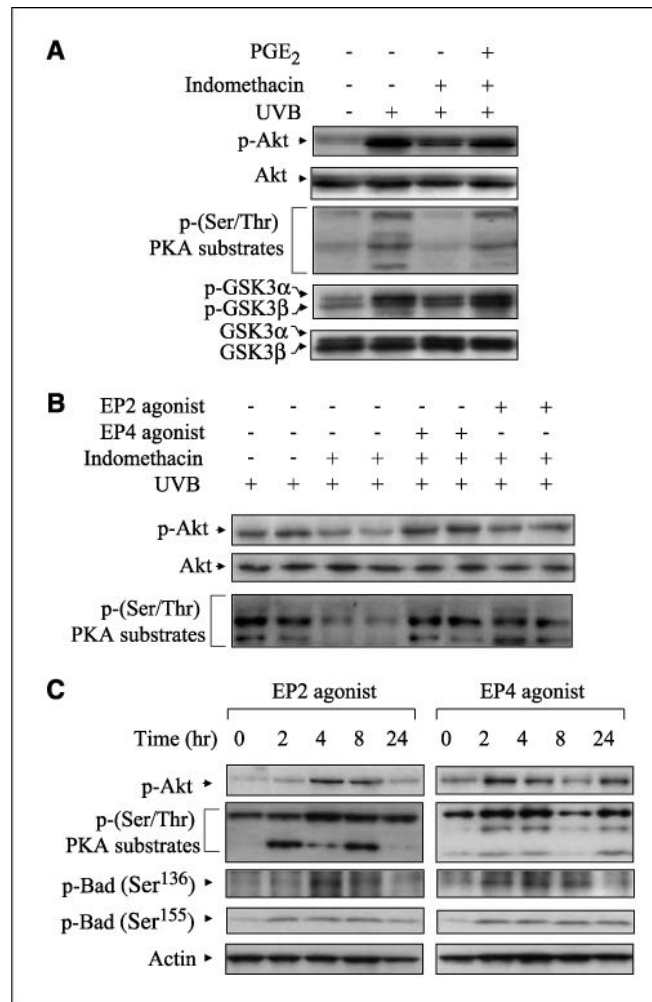 A
PGE₂ - - - +
Indomethacin - - + +
UVB - + + +
p-Akt
Akt
p-(Ser/Thr)
PKA substrates
p-GSK3α
p-GSK3β
GSK3α
GSK3β
B
EP2 agonist - - - - - - + +
EP4 agonist - - - - + + - -
Indomethacin - - + + + + + +
UVB + + + + + + + +
p-Akt
Akt
p-(Ser/Thr)
PKA substrates
C
EP2 agonist EP4 agonist
Time (hr) 0 2 4 8 24 0 2 4 8 24
p-Akt
p-(Ser/Thr)
PKA substrates
p-Bad (Ser¹³⁶)
p-Bad (Ser¹⁵⁵)
Actin